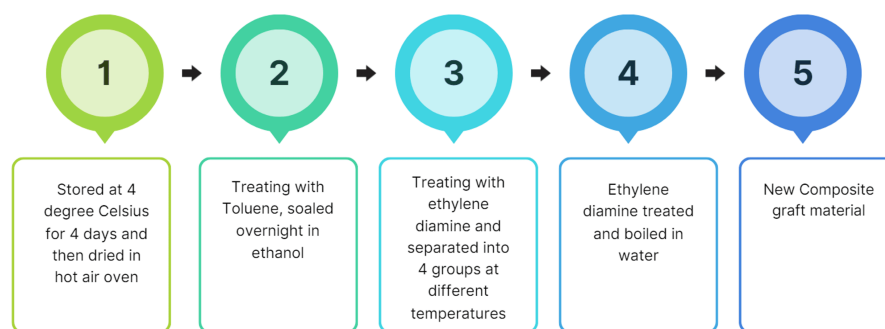 1
2
3
4
5
Stored at 4
degree Celsius
for 4 days and
then dried in
hot air oven
Treating with
Toluene, soaled
overnight in
ethanol
Treating with
ethylene
diamine and
separated into
4 groups at
different
temperatures
Ethylene
diamine treated
and boiled in
water
New Composite
graft material